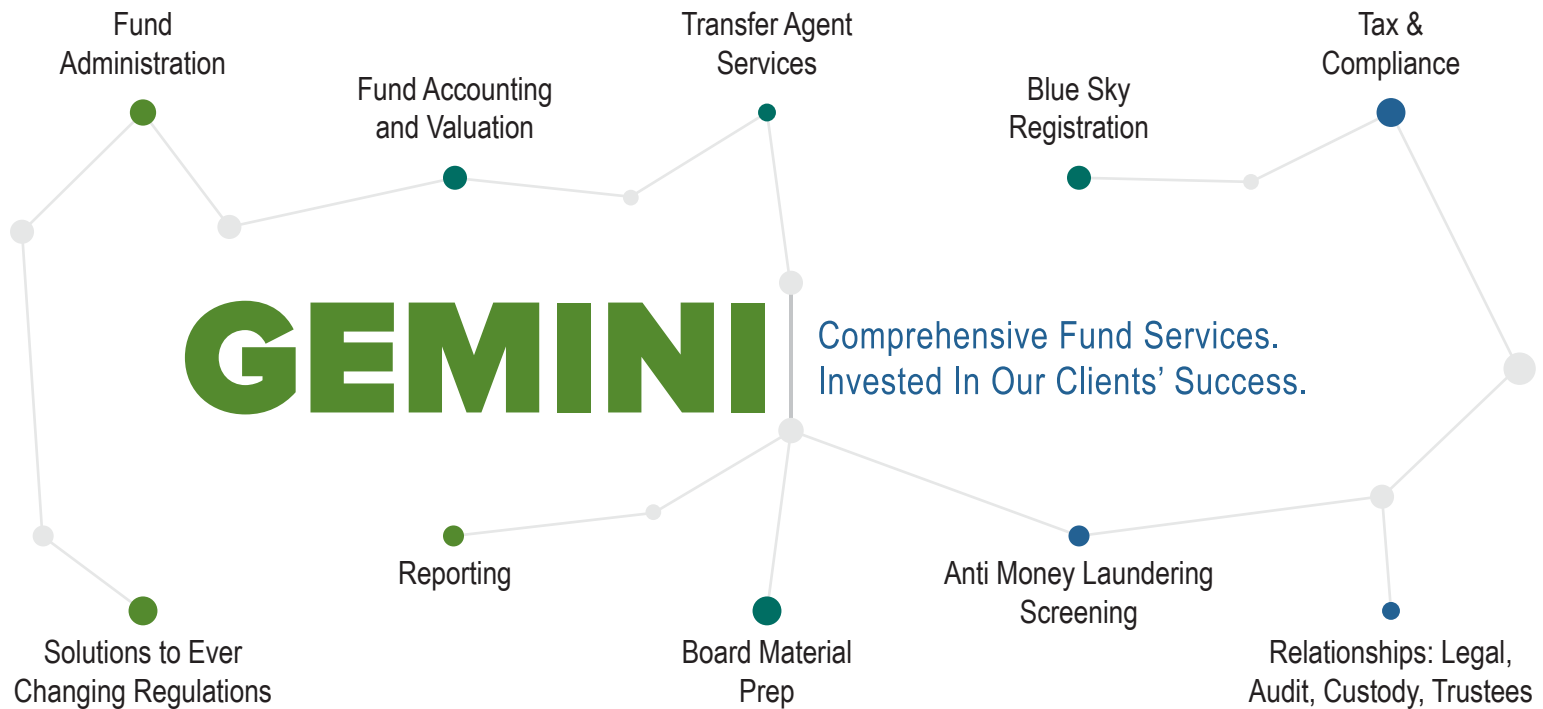 Fund
Administration
Fund Accounting
and Valuation
Transfer Agent
Services
Blue Sky
Registration
Tax &
Compliance
GEMINI
Comprehensive Fund Services.
Invested In Our Clients’ Success.
Solutions to Ever
Changing Regulations
Reporting
Board Material
Prep
Anti Money Laundering
Screening
Relationships: Legal,
Audit, Custody, Trustees